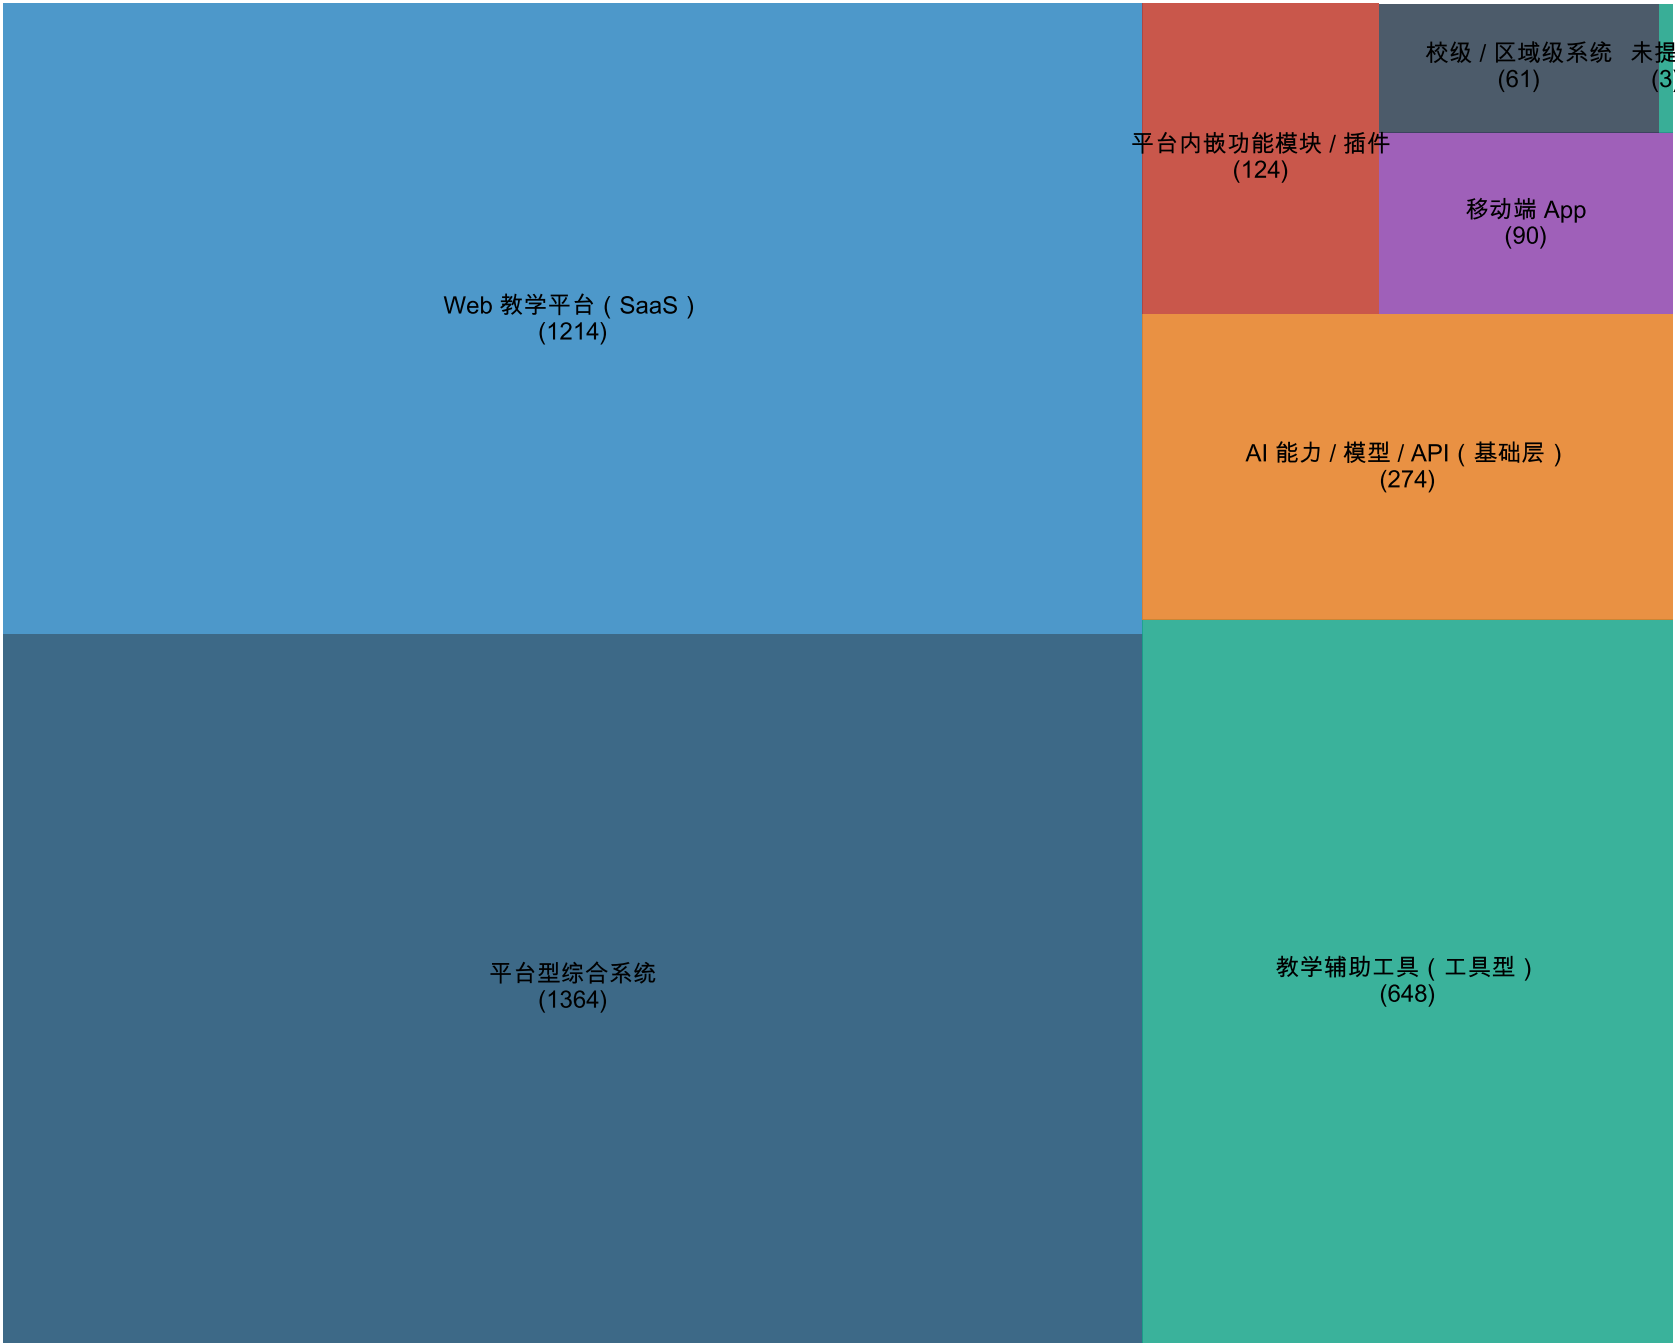 Web 教学平台（SaaS）
(1214)
平台型综合系统
(1364)
平台内嵌功能模块 / 插件
(124)
校级 / 区域级系统
(61)
未提
(3)
移动端 App
(90)
AI 能力 / 模型 / API（基础层）
(274)
教学辅助工具（工具型）
(648)